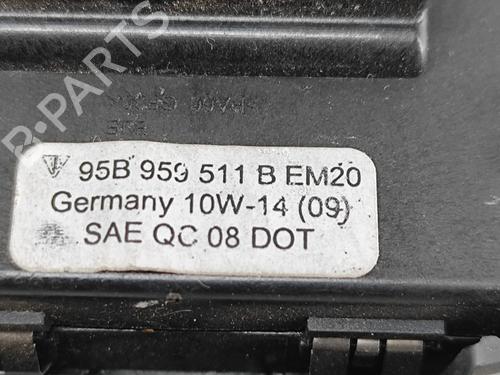 B-PARTS
95B 959 511 B EM20
Germany 10W-14 (09)
SAE QC 08 DOT